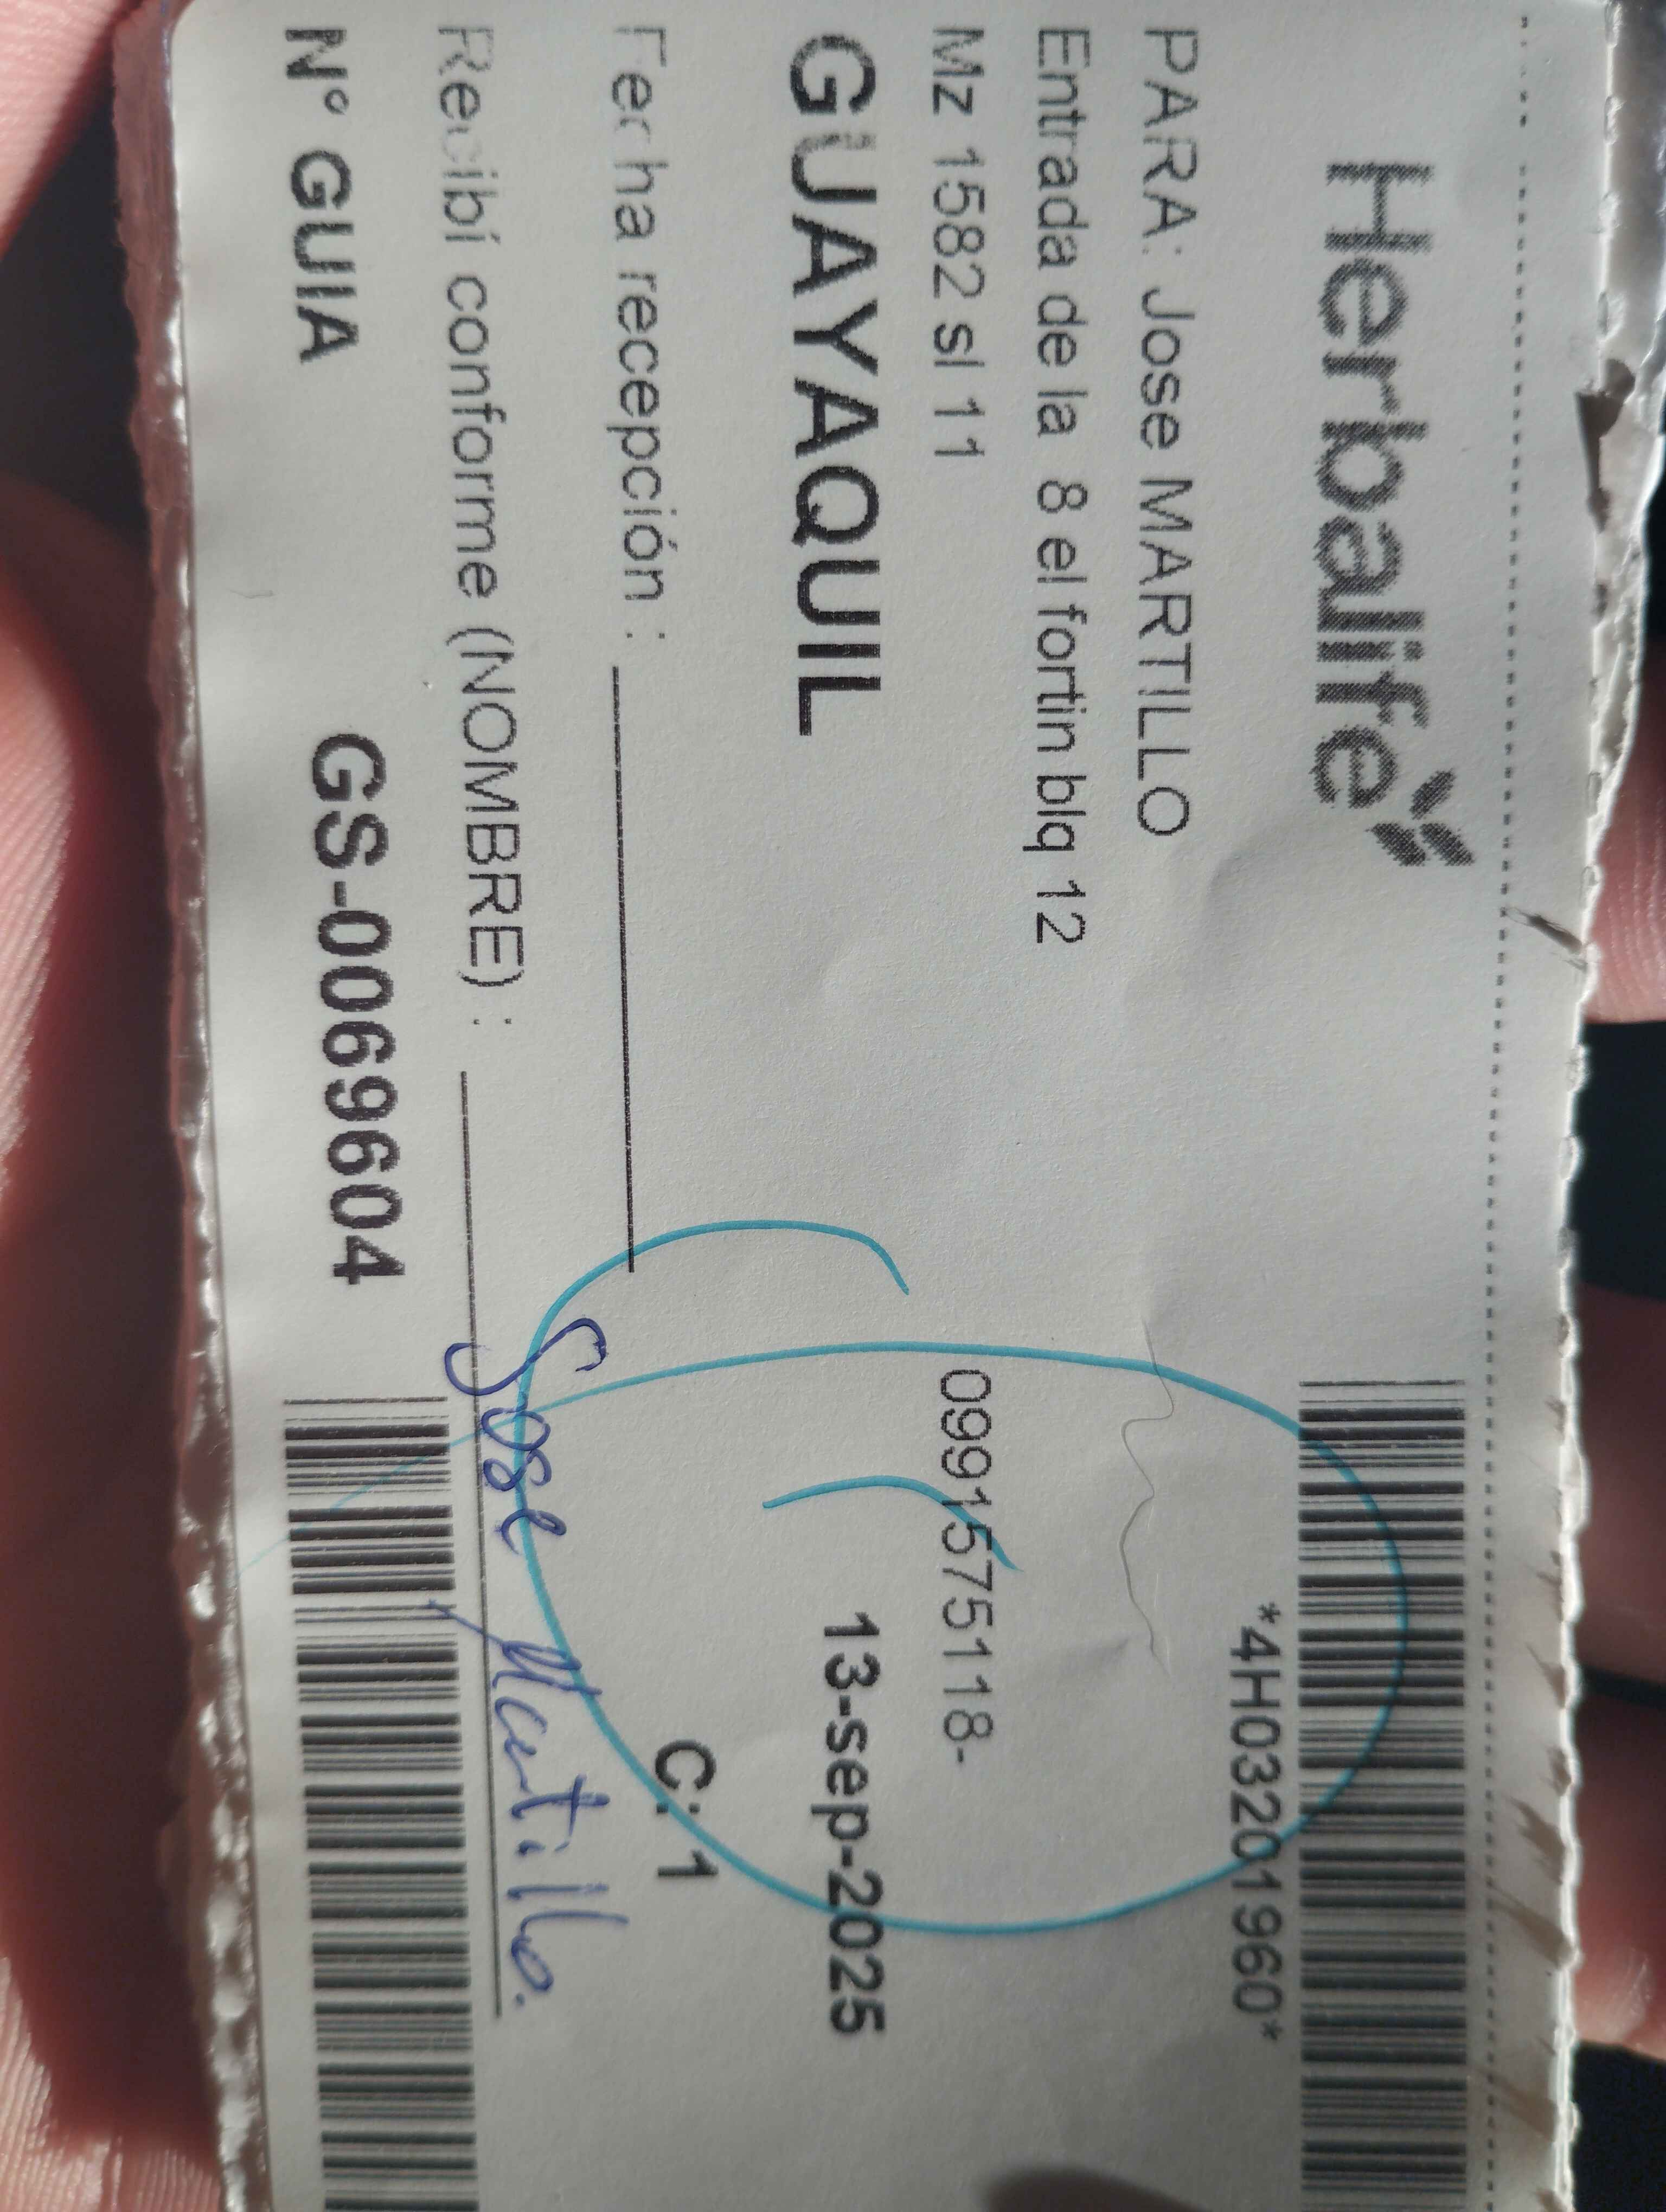 Herbalife
*4H03201960*
PARA: Jose MARTILLO
Entrada de la 8 el fortin blq 12
Mz 1582 sl 11
0991575118-
GUAYAQUIL
13-sep-2025
Fecha recepción :
C: 1
Recibí conforme (NOMBRE) :
Jose Martillo.
N° GUIA
GS-0069604